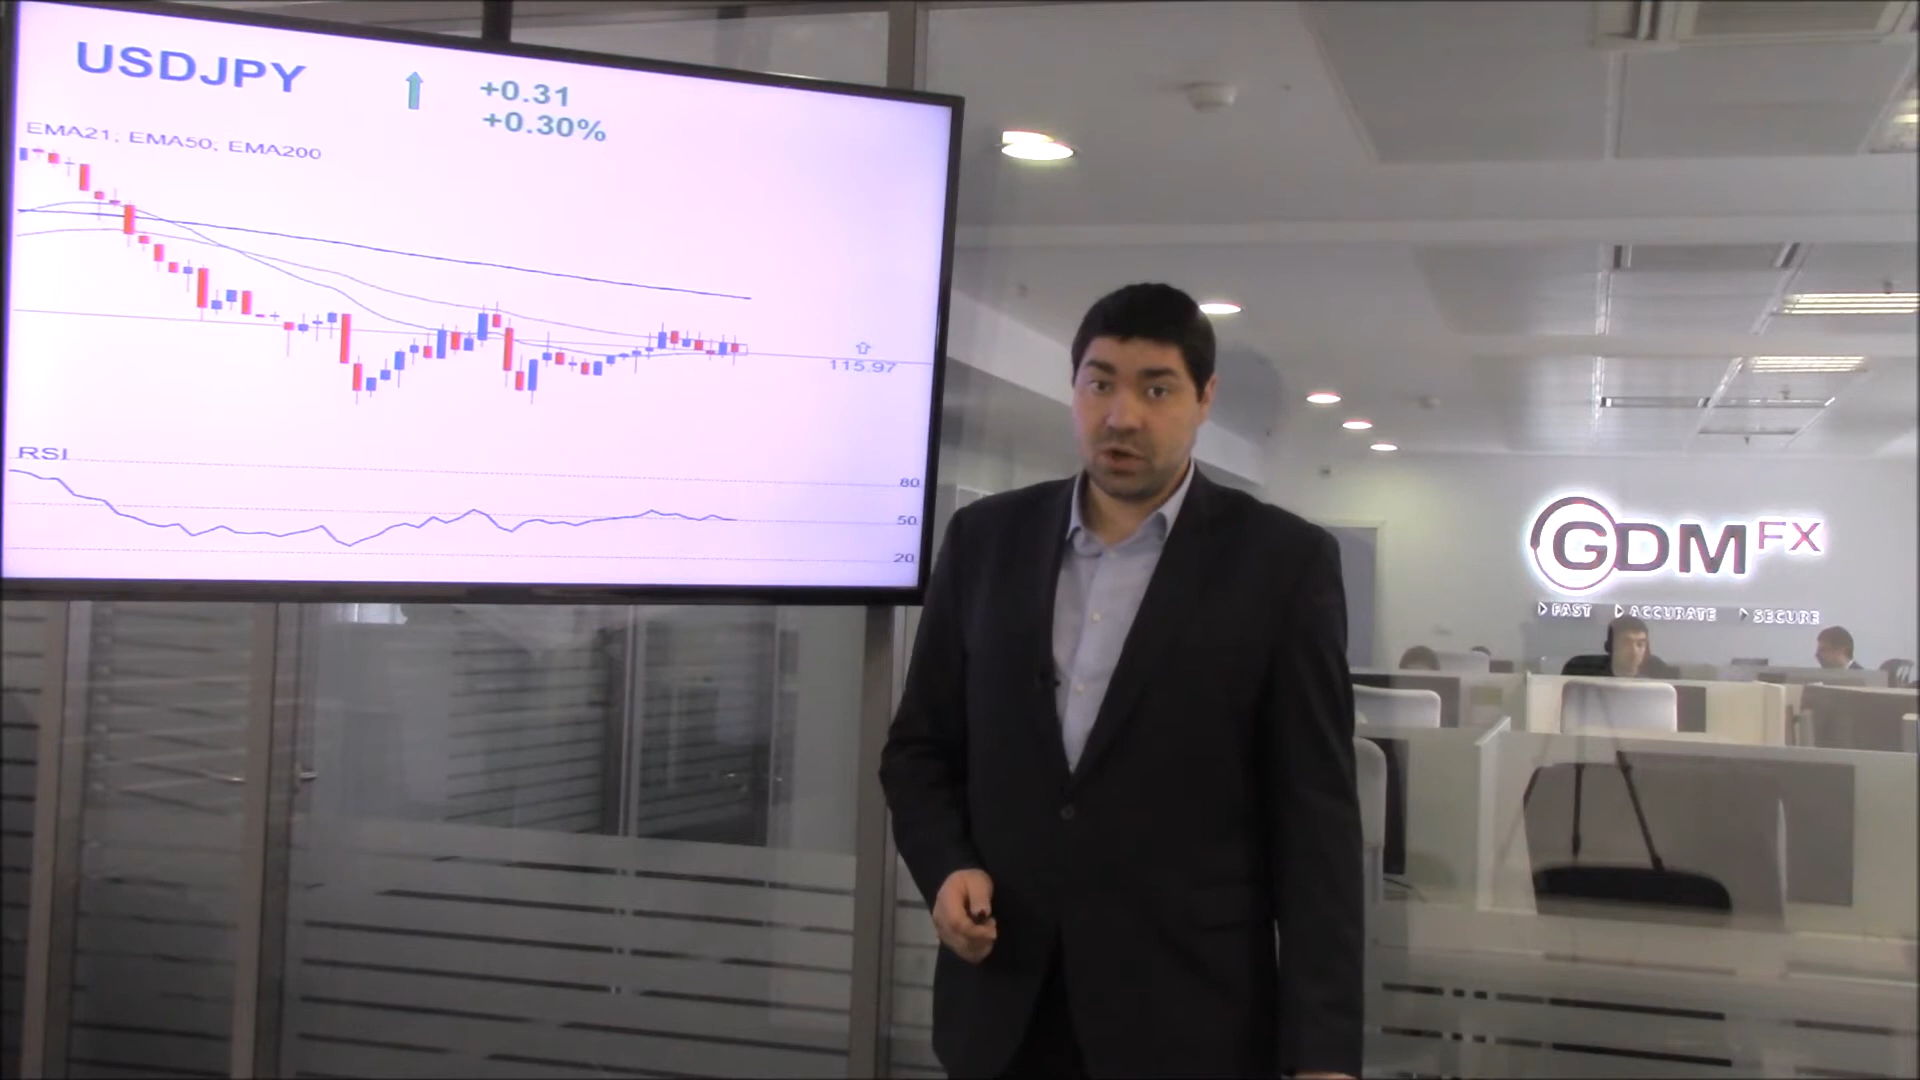 USDJPY
+0.31
+0.30%
EMA21; EMA50; EMA200
115.97
RSI
80
50
20
GDM FX
FAST ACCURATE SECURE